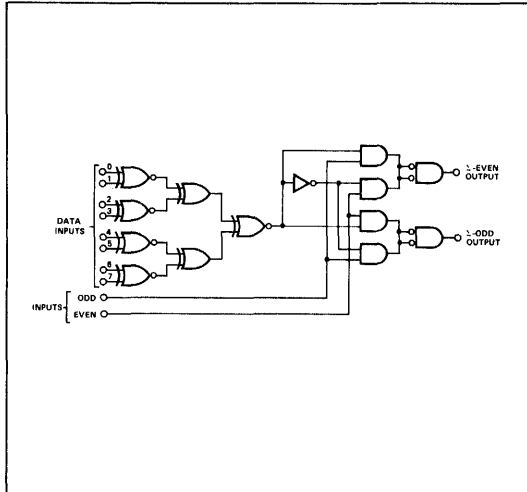 0
1
2
3
DATA
INPUTS
4
5
6
7
INPUTS
ODD
EVEN
Σ-EVEN
OUTPUT
Σ-ODD
OUTPUT